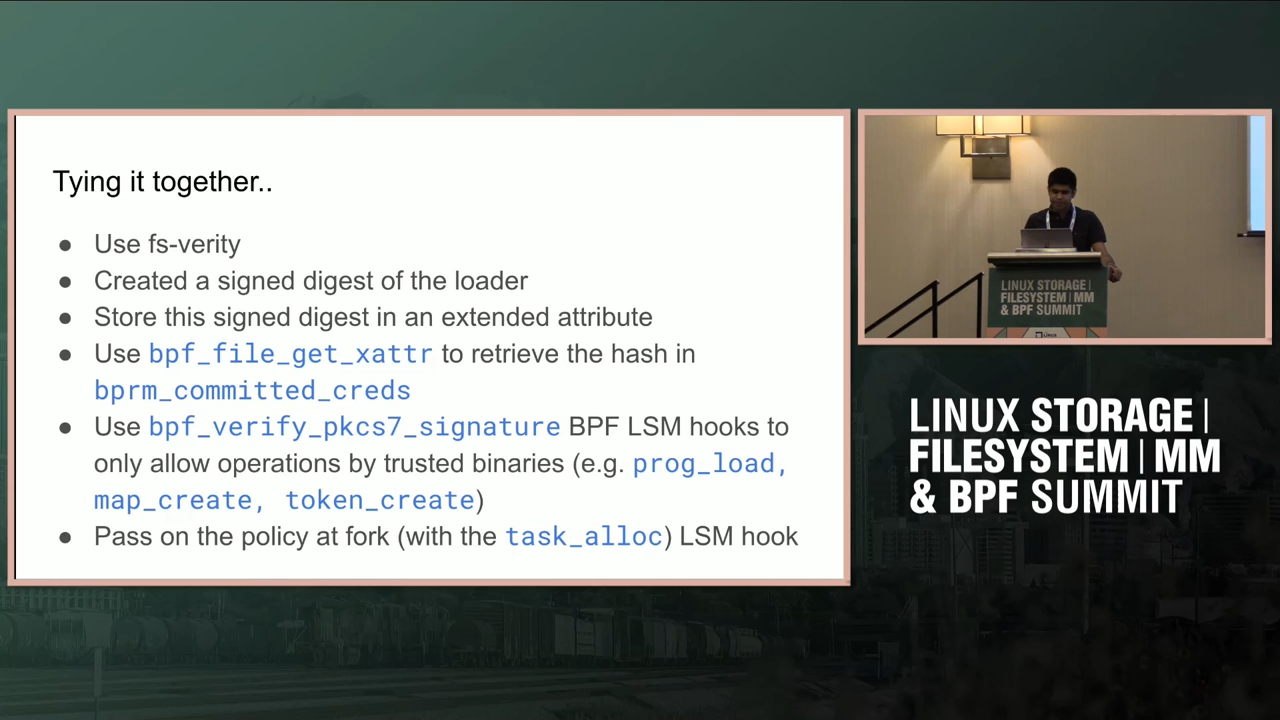 Tying it together..
● Use fs-verity
● Created a signed digest of the loader
● Store this signed digest in an extended attribute
● Use bpf_file_get_xattr to retrieve the hash in
bprm_committed_creds
● Use bpf_verify_pkcs7_signature BPF LSM hooks to
only allow operations by trusted binaries (e.g. prog_load,
map_create, token_create)
● Pass on the policy at fork (with the task_alloc) LSM hook
LINUX STORAGE|
FILESYSTEM|MM
& BPF SUMMIT
LINUX STORAGE |
FILESYSTEM | MM
& BPF SUMMIT